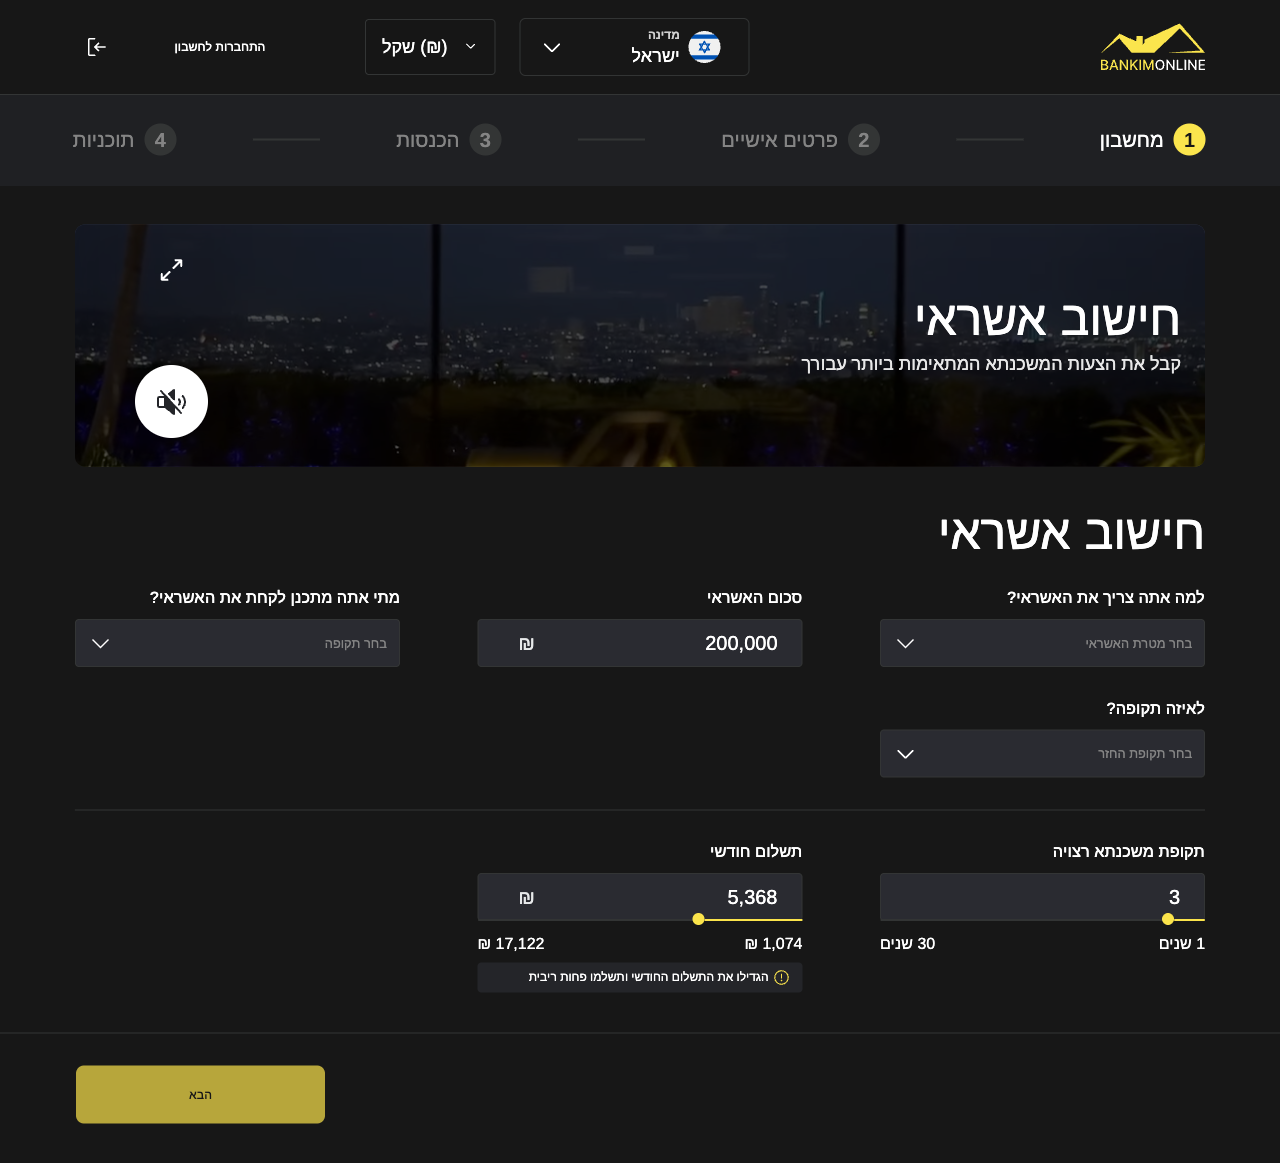 BANKIMONLINE
מדינה
ישראל
(₪) שקל
התחברות לחשבון
1 מחשבון
2 פרטים אישיים
3 הכנסות
4 תוכניות
חישוב אשראי
קבל את הצעות המשכנתא המתאימות ביותר עבורך
חישוב אשראי
למה אתה צריך את האשראי?
בחר מטרת האשראי
סכום האשראי
200,000 ₪
מתי אתה מתכנן לקחת את האשראי?
בחר תקופה
לאיזה תקופה?
בחר תקופת החזר
תקופת משכנתא רצויה
3
1 שנים
30 שנים
תשלום חודשי
5,368 ₪
1,074 ₪
17,122 ₪
הגדילו את התשלום החודשי ותשלמו פחות ריבית
הבא